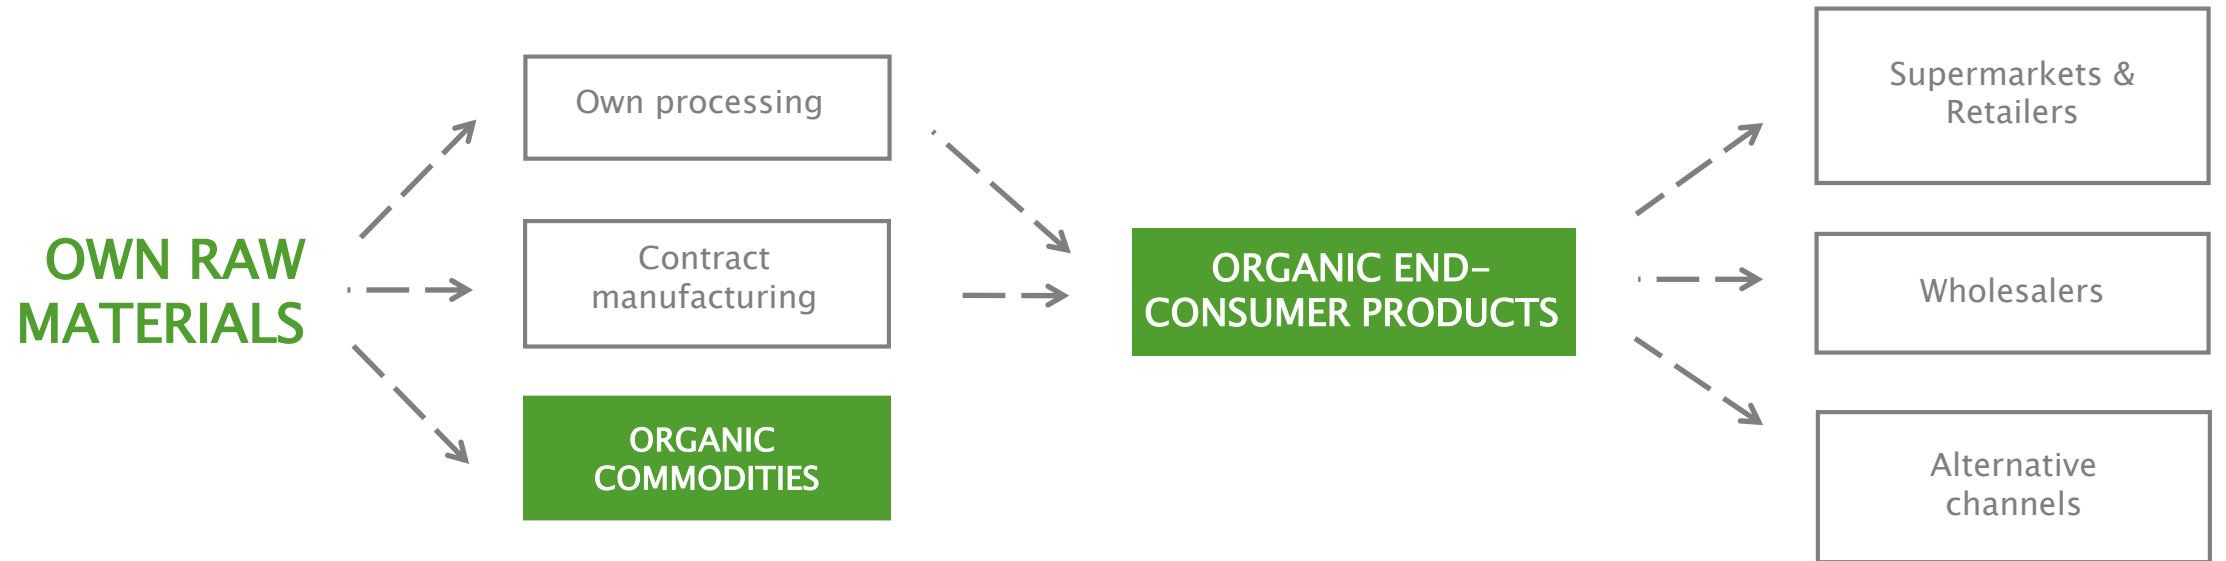 OWN RAW
MATERIALS
Own processing
Contract
manufacturing
ORGANIC
COMMODITIES
ORGANIC END-
CONSUMER PRODUCTS
Supermarkets &
Retailers
Wholesalers
Alternative
channels